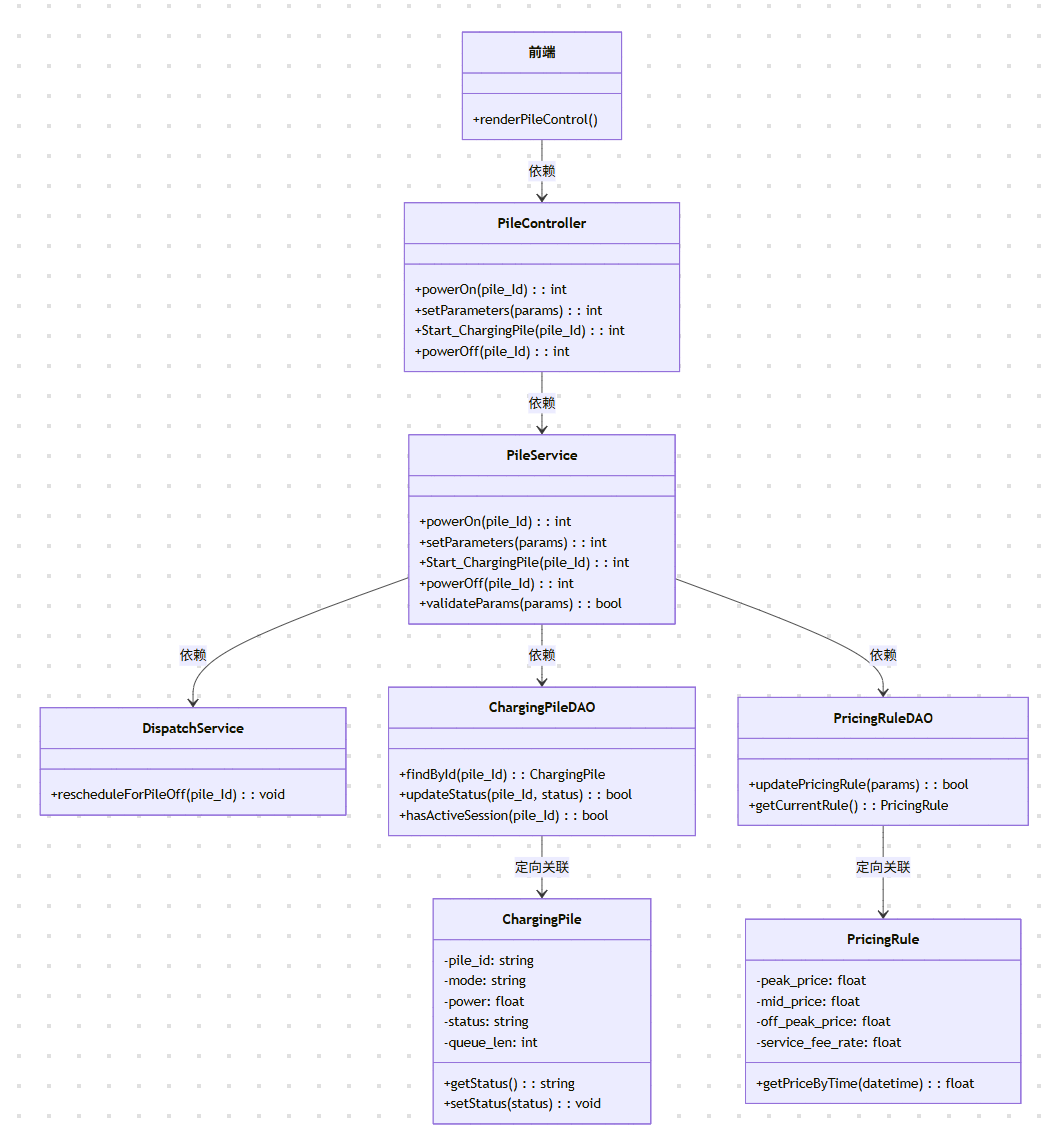 前端
+renderPileControl()
依赖
PileController
+powerOn(pile_Id) : : int
+setParameters(params) : : int
+Start_ChargingPile(pile_Id) : : int
+powerOff(pile_Id) : : int
依赖
PileService
+powerOn(pile_Id) : : int
+setParameters(params) : : int
+Start_ChargingPile(pile_Id) : : int
+powerOff(pile_Id) : : int
+validateParams(params) : : bool
依赖
依赖
依赖
DispatchService
+rescheduleForPileOff(pile_Id) : : void
ChargingPileDAO
+findById(pile_Id) : : ChargingPile
+updateStatus(pile_Id, status) : : bool
+hasActiveSession(pile_Id) : : bool
PricingRuleDAO
+updatePricingRule(params) : : bool
+getCurrentRule() : : PricingRule
定向关联
定向关联
ChargingPile
-pile_id: string
-mode: string
-power: float
-status: string
-queue_len: int
+getStatus() : : string
+setStatus(status) : : void
PricingRule
-peak_price: float
-mid_price: float
-off_peak_price: float
-service_fee_rate: float
+getPriceByTime(datetime) : : float